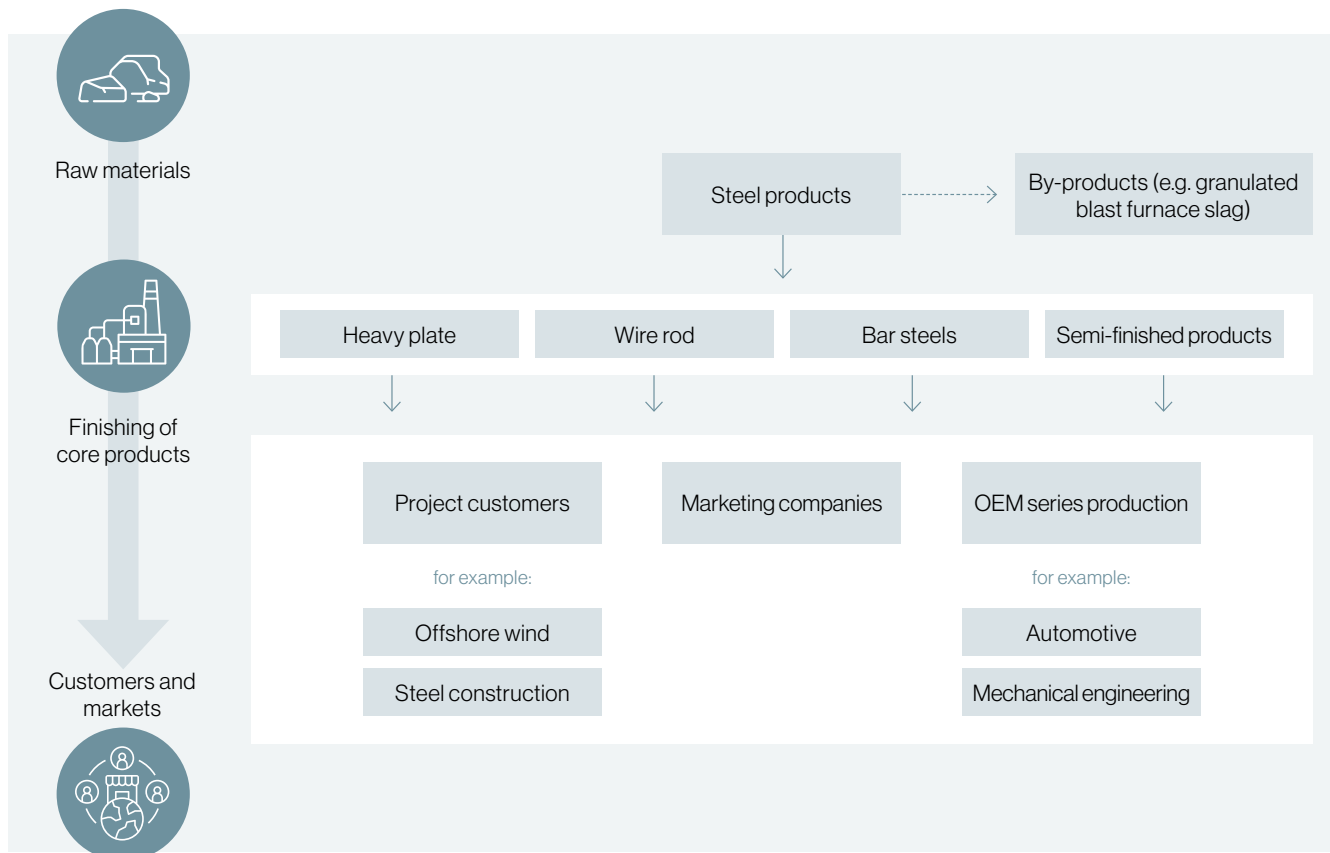 Raw materials
Steel products
By-products (e.g. granulated
blast furnace slag)
Heavy plate
Wire rod
Bar steels
Semi-finished products
Finishing of
core products
Project customers
Marketing companies
OEM series production
for example:
for example:
Offshore wind
Automotive
Steel construction
Mechanical engineering
Customers and
markets